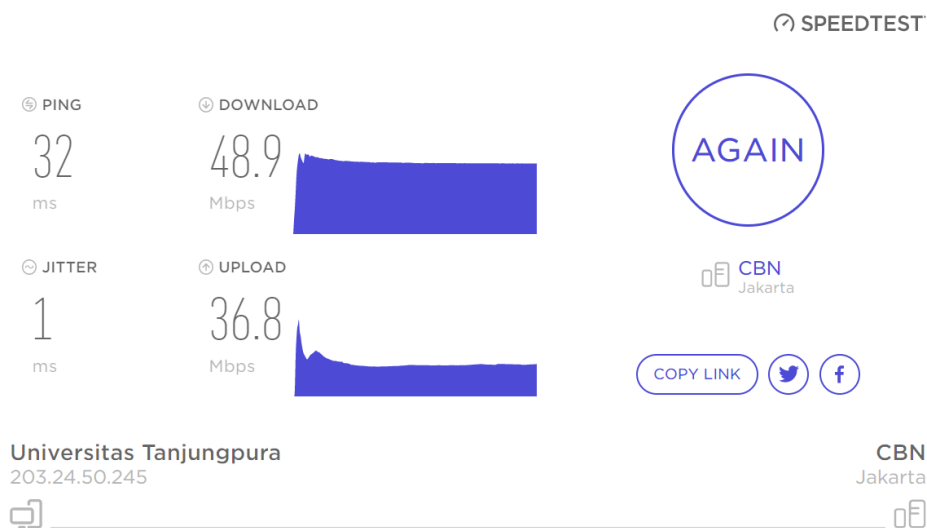 SPEEDTEST
PING
32
ms
DOWNLOAD
48.9
Mbps
AGAIN
JITTER
1
ms
UPLOAD
36.8
Mbps
CBN
Jakarta
COPY LINK
Universitas Tanjungpura
203.24.50.245
CBN
Jakarta